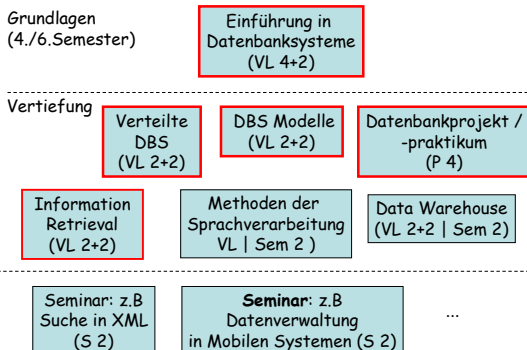 Grundlagen
(4./6.Semester)
Einführung in
Datenbanksysteme
(VL 4+2)
Vertiefung
Verteilte
DBS
(VL 2+2)
DBS Modelle
(VL 2+2)
Datenbankprojekt /
-praktikum
(P 4)
Information
Retrieval
(VL 2+2)
Methoden der
Sprachverarbeitung
VL | Sem 2 )
Data Warehouse
(VL 2+2 | Sem 2)
Seminar: z.B
Suche in XML
(S 2)
Seminar: z.B
Datenverwaltung
in Mobilen Systemen (S 2)
...